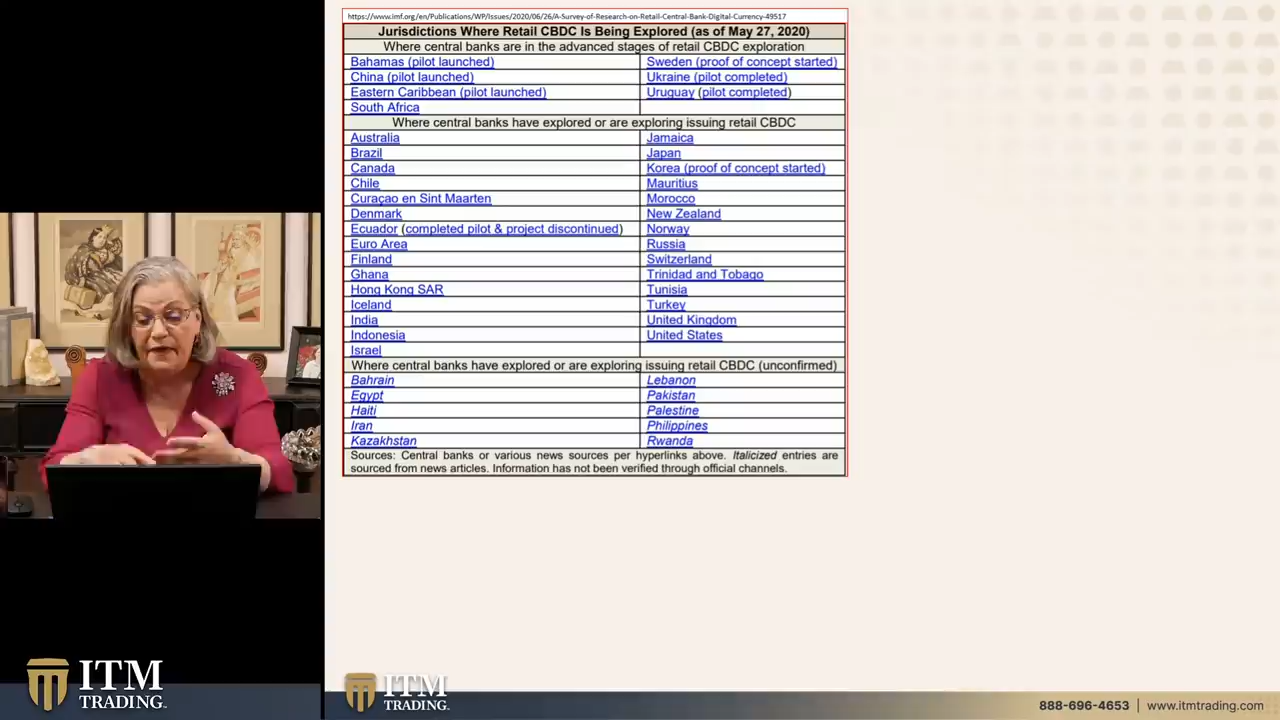 https://www.imf.org/en/Publications/WP/Issues/2020/06/26/A-Survey-of-Research-on-Retail-Central-Bank-Digital-Currency-49517
Jurisdictions Where Retail CBDC Is Being Explored (as of May 27, 2020)
Where central banks are in the advanced stages of retail CBDC exploration
Bahamas (pilot launched) Sweden (proof of concept started)
China (pilot launched) Ukraine (pilot completed)
Eastern Caribbean (pilot launched) Uruguay (pilot completed)
South Africa
Where central banks have explored or are exploring issuing retail CBDC
Australia Jamaica
Brazil Japan
Canada Korea (proof of concept started)
Chile Mauritius
Curaçao en Sint Maarten Morocco
Denmark New Zealand
Ecuador (completed pilot & project discontinued) Norway
Euro Area Russia
Finland Switzerland
Ghana Trinidad and Tobago
Hong Kong SAR Tunisia
Iceland Turkey
India United Kingdom
Indonesia United States
Israel
Where central banks have explored or are exploring issuing retail CBDC (unconfirmed)
Bahrain Lebanon
Egypt Pakistan
Haiti Palestine
Iran Philippines
Kazakhstan Rwanda
Sources: Central banks or various news sources per hyperlinks above. Italicized entries are
sourced from news articles. Information has not been verified through official channels.
ITM
TRADING.
ITM
TRADING.
888-696-4653 | www.itmtrading.com